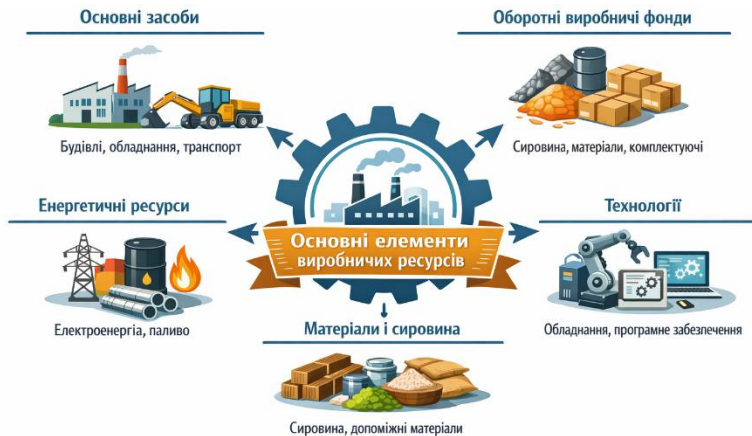 Основні засоби
Будівлі, обладнання, транспорт
Оборотні виробничі фонди
Сировина, матеріали, комплектуючі
Основні елементи
виробничих ресурсів
Енергетичні ресурси
Електроенергіа, паливо
Технології
Обладнання, програмне забезпечення
Матеріали і сировина
Сировина, допоміжні матеріали